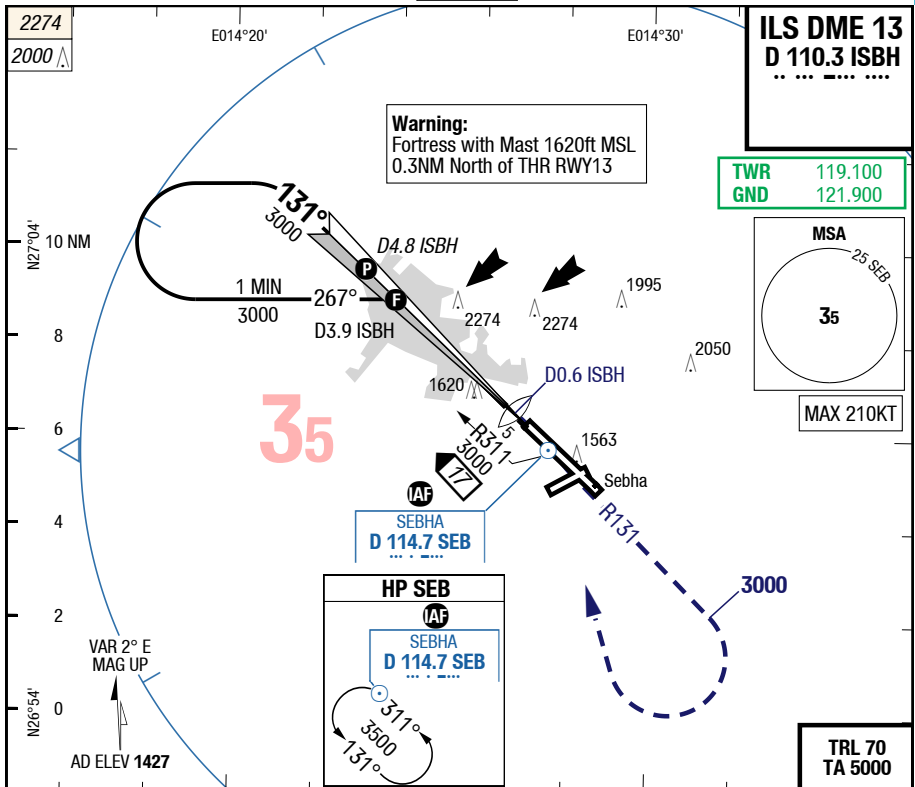 2274
2000
E014°20'
E014°30'
ILS DME 13
D 110.3 ISBH
Warning:
Fortress with Mast 1620ft MSL
0.3NM North of THR RWY13
TWR 119.100
GND 121.900
MSA
25 SEB
35
MAX 210KT
N27°04'
10 NM
8
6
4
2
0
N26°54'
131°
3000
D4.8 ISBH
P
1 MIN
267°
F
3000
D3.9 ISBH
2274
2274
1995
2050
1620
D0.6 ISBH
35
5
R311
3000
1563
Sebha
17
IAF
SEBHA
D 114.7 SEB
R131
3000
HP SEB
IAF
SEBHA
D 114.7 SEB
311°
3500
131°
VAR 2° E
MAG UP
AD ELEV 1427
TRL 70
TA 5000